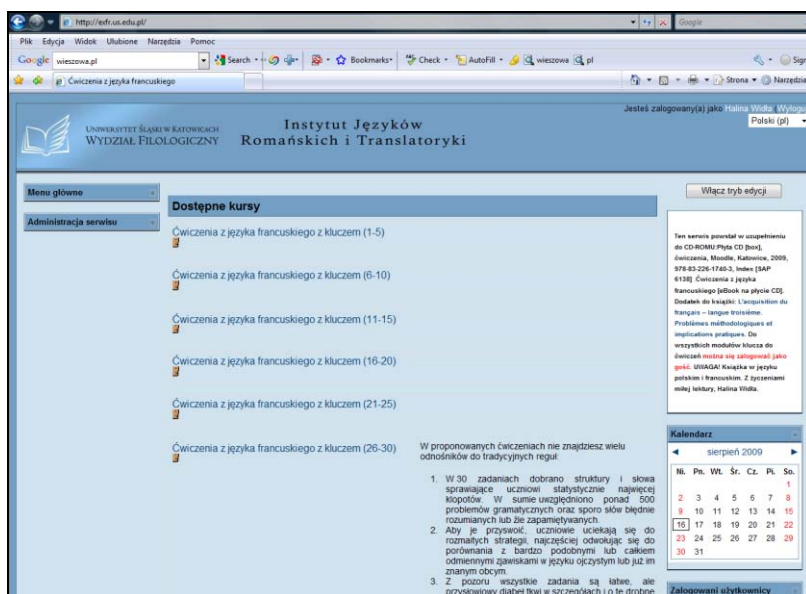 http://exfr.us.edu.pl/
Google
Plik Edycja Widok Ulubione Narzędzia Pomoc
Google wieszowa.pl Search Bookmarks Check AutoFill wieszowa pl Sign
Ćwiczenia z języka francuskiego Strona Narzędzia
Jesteś zalogowany(a) jako Halina Widła (Wylogu
Polski (pl)
UNIWERSYTET ŚLĄSKI W KATOWICACH
WYDZIAŁ FILOLOGICZNY
Instytut Języków
Romańskich i Translatoryki
Menu główne
Administracja serwisu
Dostępne kursy
Ćwiczenia z języka francuskiego z kluczem (1-5)
Ćwiczenia z języka francuskiego z kluczem (6-10)
Ćwiczenia z języka francuskiego z kluczem (11-15)
Ćwiczenia z języka francuskiego z kluczem (16-20)
Ćwiczenia z języka francuskiego z kluczem (21-25)
Ćwiczenia z języka francuskiego z kluczem (26-30)
W proponowanych ćwiczeniach nie znajdziesz wielu
odnośników do tradycyjnych reguł:
1. W 30 zadaniach dobrano struktury i słowa
sprawiające uczniowi statystycznie najwięcej
kłopotów. W sumie uwzględniono ponad 500
problemów gramatycznych oraz sporo słów błędnie
rozumianych lub źle zapamiętywanych.
2. Aby je przyswoić, uczniowie uciekają się do
rozmaitych strategii, najczęściej odwołując się do
porównania z bardzo podobnymi lub całkiem
odmiennymi zjawiskami w języku ojczystym lub już im
znanym obcym.
3. Z pozoru wszystkie zadania są łatwe, ale
przysłowiowy diabeł tkwi w szczegółach i o te drobne
Włącz tryb edycji
Ten serwis powstał w uzupełnieniu
do CD-ROMU:Płyta CD [box],
ćwiczenia, Moodle, Katowice, 2009,
978-83-226-1740-3, Index [SAP
6138] .Ćwiczenia z języka
francuskiego [eBook na płycie CD].
Dodatek do książki: L'acquisition du
français – langue troisième.
Problèmes méthodologiques et
implications pratiques. Do
wszystkich modułów klucza do
ćwiczeń można się zalogować jako
gość. UWAGA! Książka w języku
polskim i francuskim. Z życzeniami
miłej lektury, Halina Widła.
Kalendarz
sierpień 2009
Ni. Pn. Wt. Śr. Cz. Pi. So.
1
2 3 4 5 6 7 8
9 10 11 12 13 14 15
16 17 18 19 20 21 22
23 24 25 26 27 28 29
30 31
Zalogowani użytkownicy